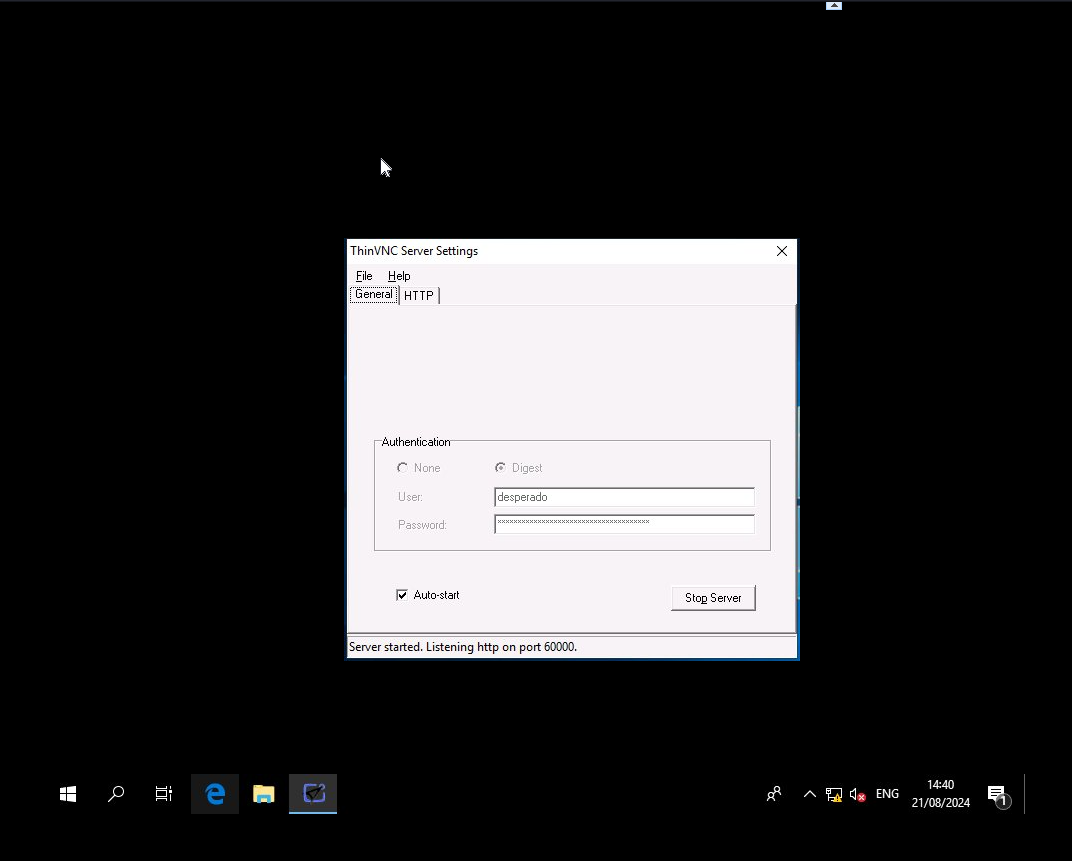 ThinVNC Server Settings
File Help
General HTTP
Authentication
None Digest
User: desperado
Password: **************************************
Auto-start Stop Server
Server started. Listening http on port 60000.
ENG 14:40
21/08/2024
1